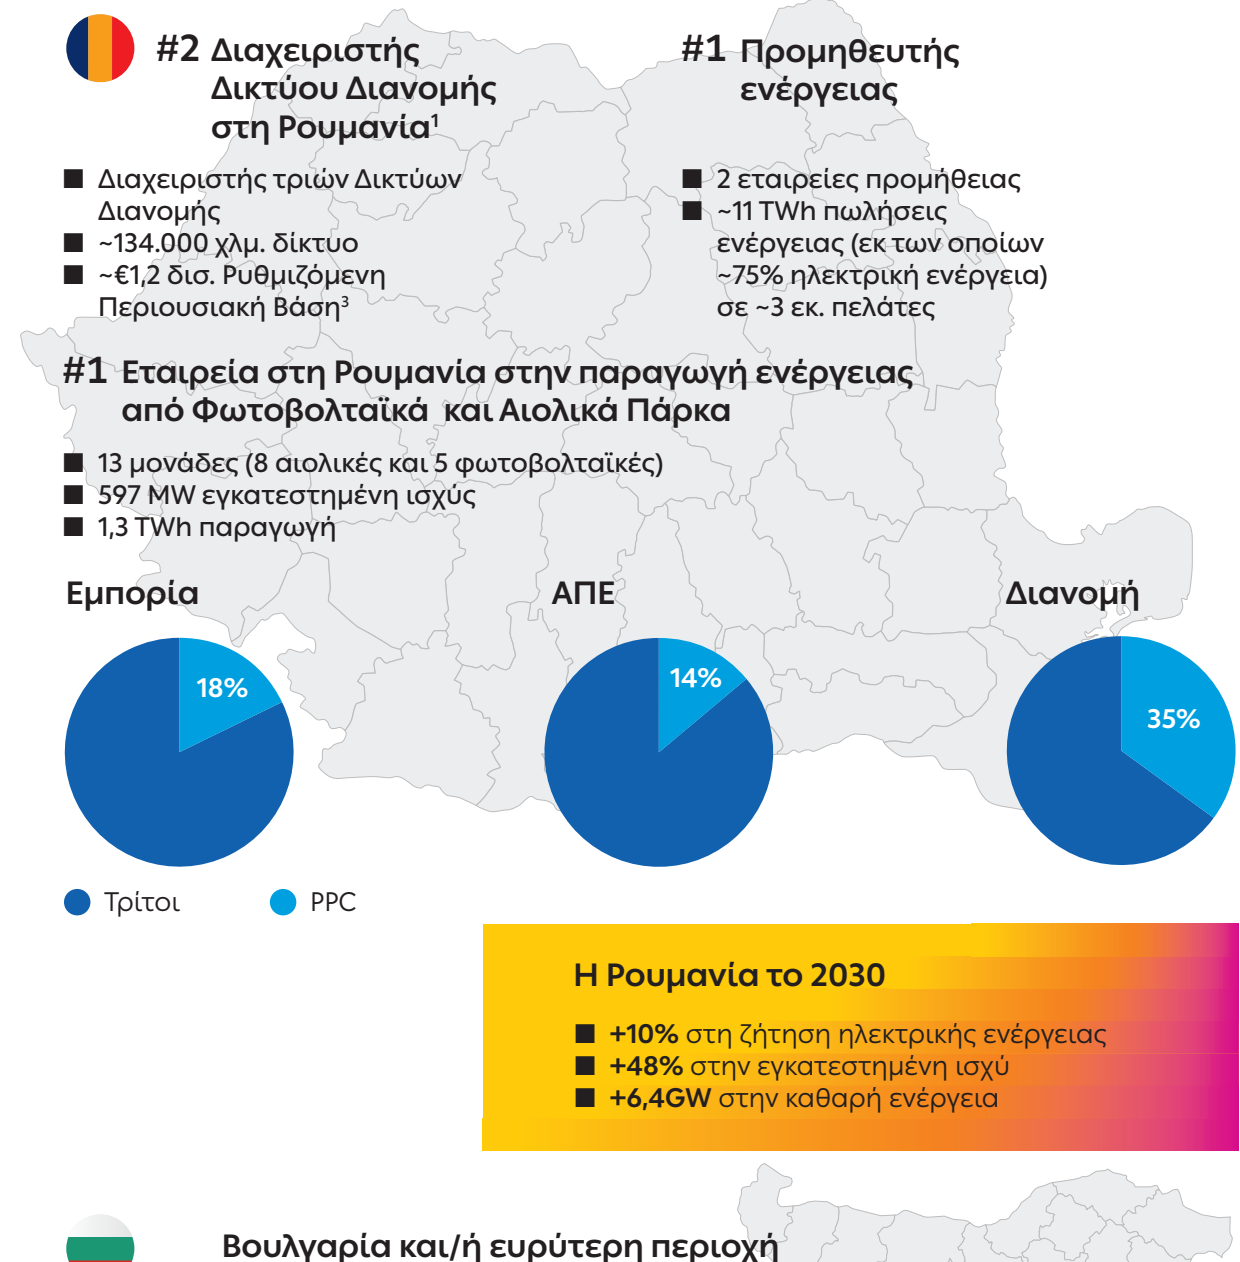 #2 Διαχειριστής
Δικτύου Διανομής
στη Ρουμανία¹
■ Διαχειριστής τριών Δικτύων
Διανομής
■ ~134.000 χλμ. δίκτυο
■ ~€1,2 δισ. Ρυθμιζόμενη
Περιουσιακή Βάση³
#1 Προμηθευτής
ενέργειας
■ 2 εταιρείες προμήθειας
■ ~11 TWh πωλήσεις
ενέργειας (εκ των οποίων
~75% ηλεκτρική ενέργεια)
σε ~3 εκ. πελάτες
#1 Εταιρεία στη Ρουμανία στην παραγωγή ενέργειας
από Φωτοβολταϊκά και Αιολικά Πάρκα
■ 13 μονάδες (8 αιολικές και 5 φωτοβολταϊκές)
■ 597 MW εγκατεστημένη ισχύς
■ 1,3 TWh παραγωγή
Εμπορία
18%
ΑΠΕ
14%
Διανομή
35%
Τρίτοι
PPC
Η Ρουμανία το 2030
■ +10% στη ζήτηση ηλεκτρικής ενέργειας
■ +48% στην εγκατεστημένη ισχύ
■ +6,4GW στην καθαρή ενέργεια
Βουλγαρία και/ή ευρύτερη περιοχή